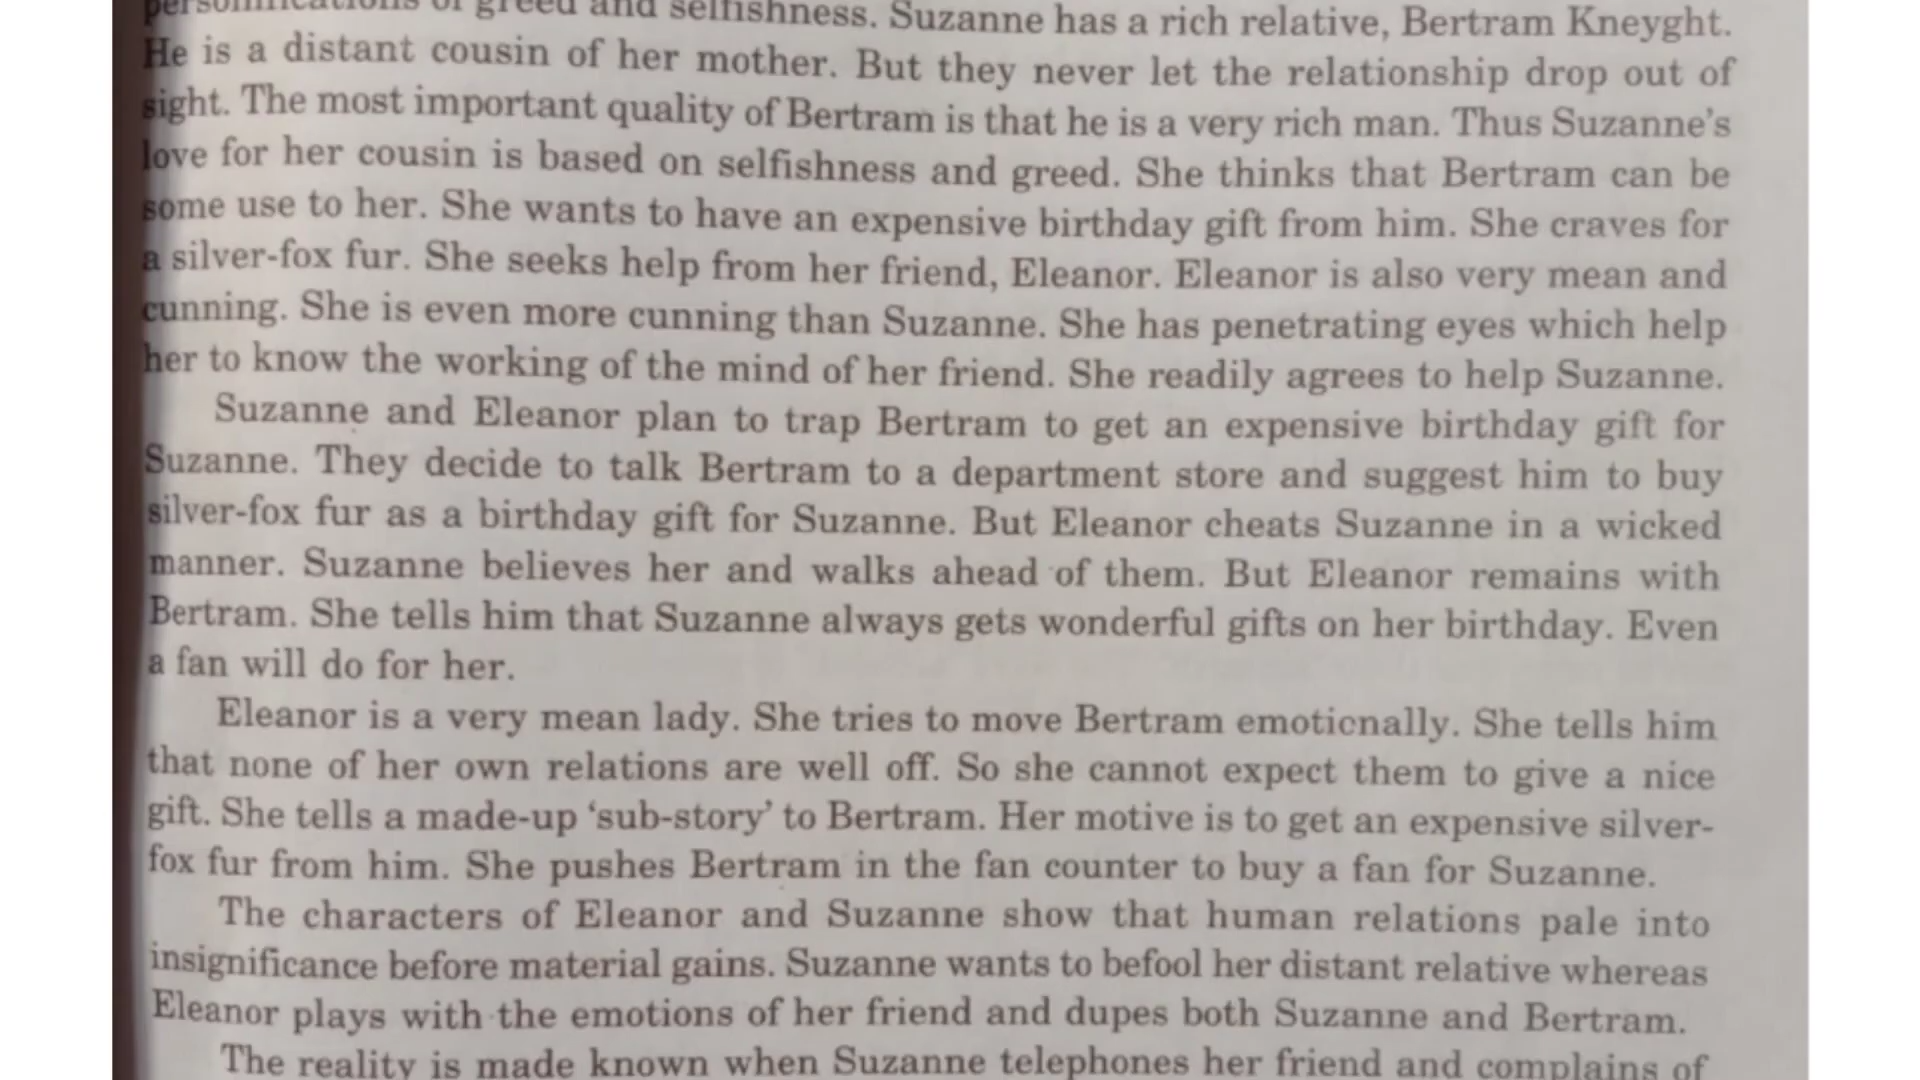 personifications of greed and selfishness. Suzanne has a rich relative, Bertram Kneyght.
He is a distant cousin of her mother. But they never let the relationship drop out of
sight. The most important quality of Bertram is that he is a very rich man. Thus Suzanne's
love for her cousin is based on selfishness and greed. She thinks that Bertram can be
some use to her. She wants to have an expensive birthday gift from him. She craves for
a silver-fox fur. She seeks help from her friend, Eleanor. Eleanor is also very mean and
cunning. She is even more cunning than Suzanne. She has penetrating eyes which help
her to know the working of the mind of her friend. She readily agrees to help Suzanne.
Suzanne and Eleanor plan to trap Bertram to get an expensive birthday gift for
Suzanne. They decide to talk Bertram to a department store and suggest him to buy
silver-fox fur as a birthday gift for Suzanne. But Eleanor cheats Suzanne in a wicked
manner. Suzanne believes her and walks ahead of them. But Eleanor remains with
Bertram. She tells him that Suzanne always gets wonderful gifts on her birthday. Even
a fan will do for her.
Eleanor is a very mean lady. She tries to move Bertram emoticnally. She tells him
that none of her own relations are well off. So she cannot expect them to give a nice
gift. She tells a made-up 'sub-story' to Bertram. Her motive is to get an expensive silver-
fox fur from him. She pushes Bertram in the fan counter to buy a fan for Suzanne.
The characters of Eleanor and Suzanne show that human relations pale into
insignificance before material gains. Suzanne wants to befool her distant relative whereas
Eleanor plays with the emotions of her friend and dupes both Suzanne and Bertram.
The reality is made known when Suzanne telephones her friend and complains of